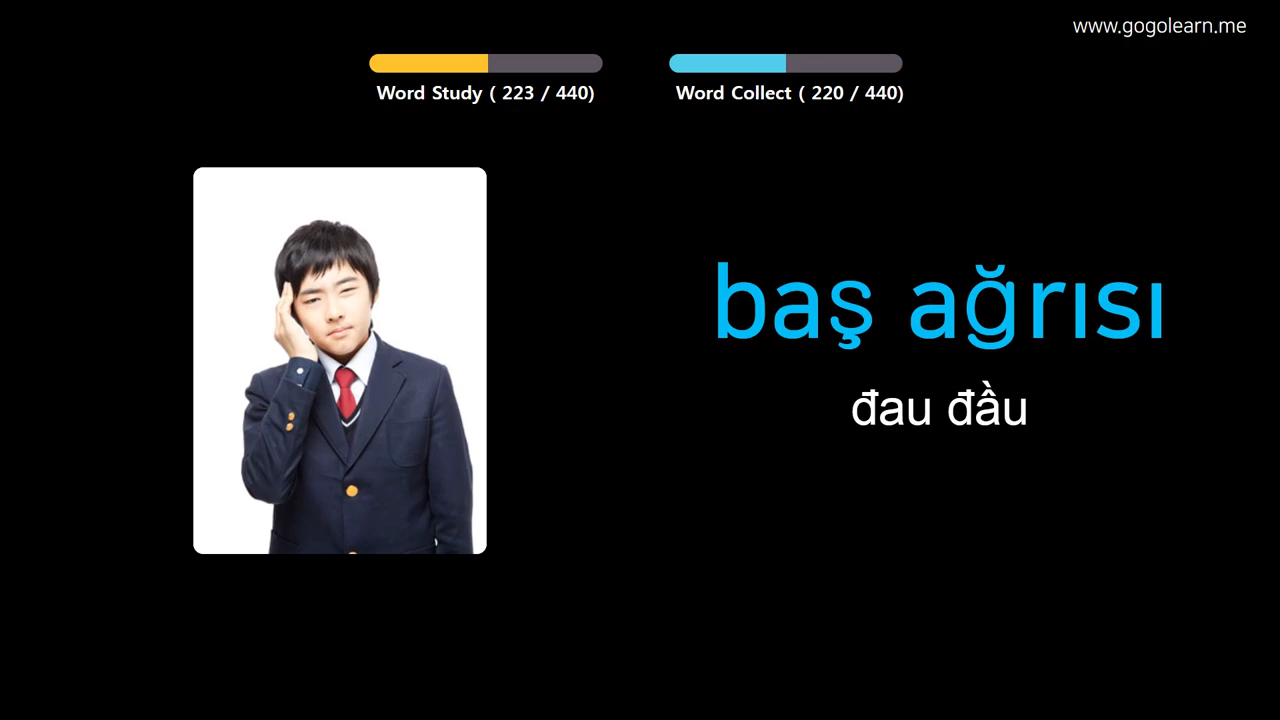 www.gogolearn.me
Word Study ( 223 / 440)
Word Collect ( 220 / 440)
baş ağrısı
đau đầu